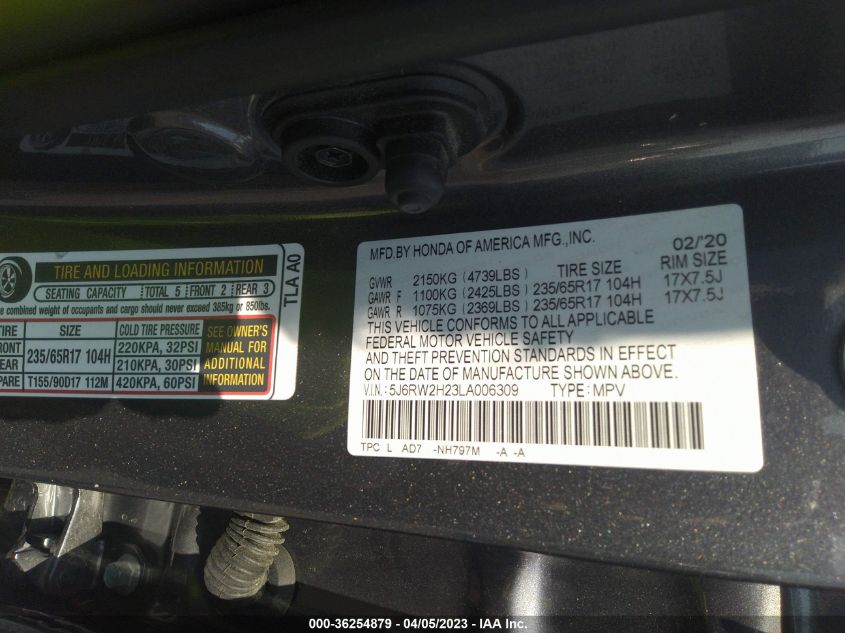 TIRE AND LOADING INFORMATION
SEATING CAPACITY TOTAL 5 FRONT 2 REAR 3
combined weight of occupants and cargo should never exceed 385kg or 850lbs.
TIRE SIZE COLD TIRE PRESSURE SEE OWNER'S
FRONT 235/65R17 104H 220KPA, 32PSI MANUAL FOR
REAR 210KPA, 30PSI ADDITIONAL
SPARE T155/90D17 112M 420KPA, 60PSI INFORMATION
TLA A0
MFD.BY HONDA OF AMERICA MFG.,INC. 02/'20
GVWR 2150KG (4739LBS) TIRE SIZE RIM SIZE
GAWR F 1100KG (2425LBS) 235/65R17 104H 17X7.5J
GAWR R 1075KG (2369LBS) 235/65R17 104H 17X7.5J
THIS VEHICLE CONFORMS TO ALL APPLICABLE
FEDERAL MOTOR VEHICLE SAFETY
AND THEFT PREVENTION STANDARDS IN EFFECT
ON THE DATE OF MANUFACTURE SHOWN ABOVE.
V.I.N.: 5J6RW2H23LA006309 TYPE: MPV
TPC L AD7 -NH797M -A -A
000-36254879 - 04/05/2023 - IAA Inc.